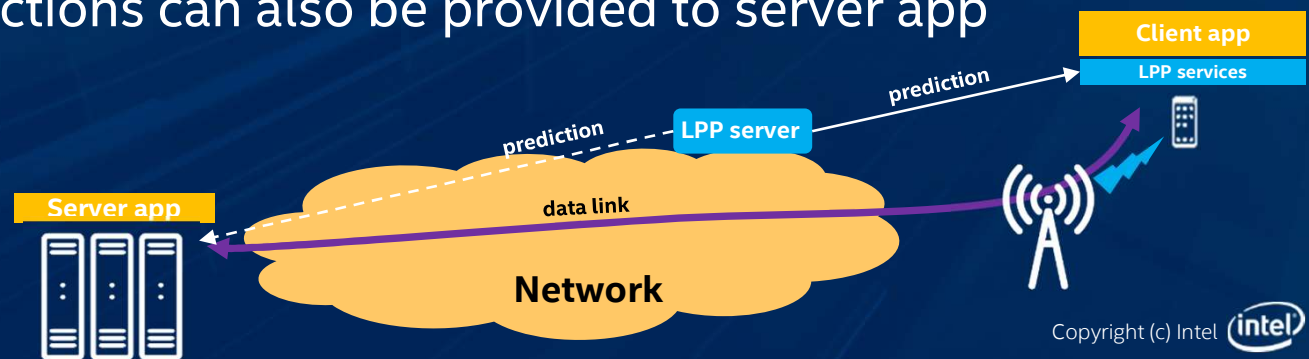 ctions can also be provided to server app
Client app
LPP services
prediction
LPP server
prediction
Server app
data link
Network
Copyright (c) Intel
intel